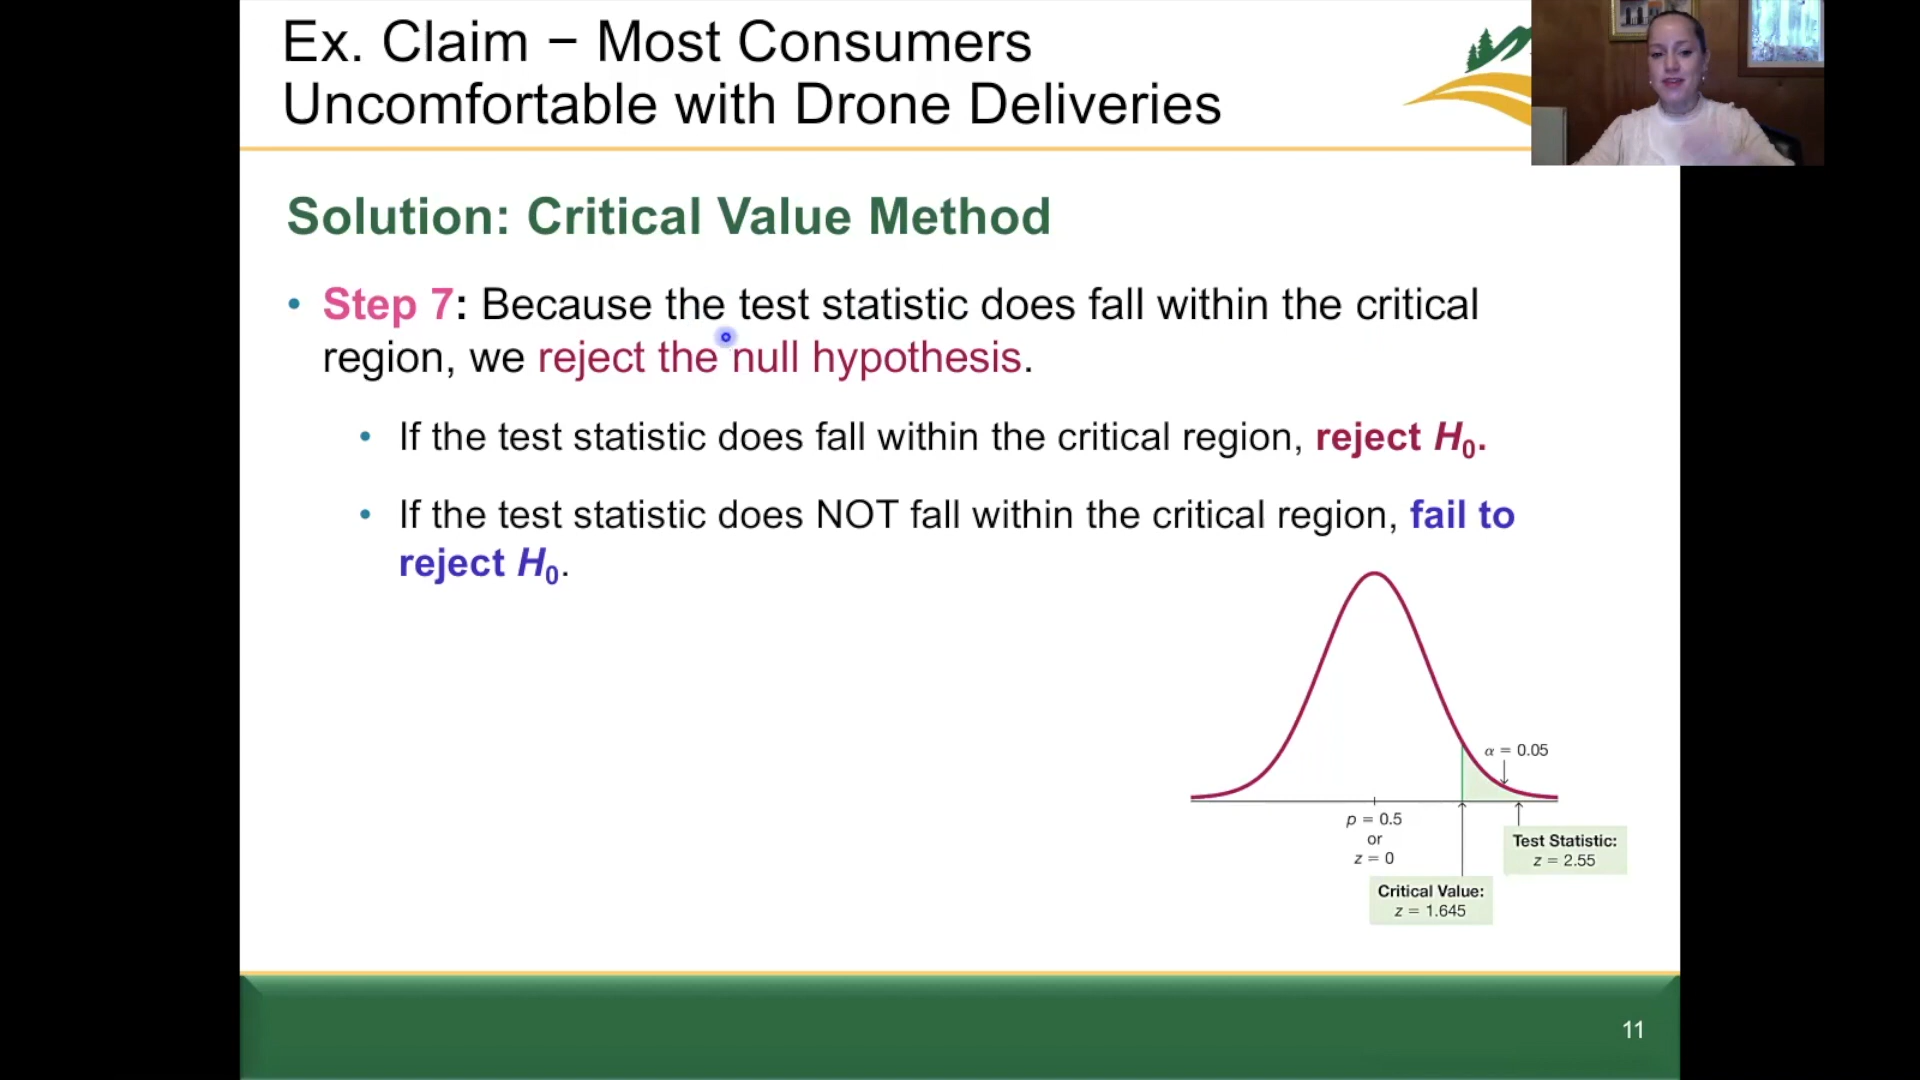 Ex. Claim − Most Consumers
Uncomfortable with Drone Deliveries
Solution: Critical Value Method
• Step 7: Because the test statistic does fall within the critical
region, we reject the null hypothesis.
• If the test statistic does fall within the critical region, reject H₀.
• If the test statistic does NOT fall within the critical region, fail to
reject H₀.
α = 0.05
p = 0.5
or
z = 0
Test Statistic:
z = 2.55
Critical Value:
z = 1.645
11